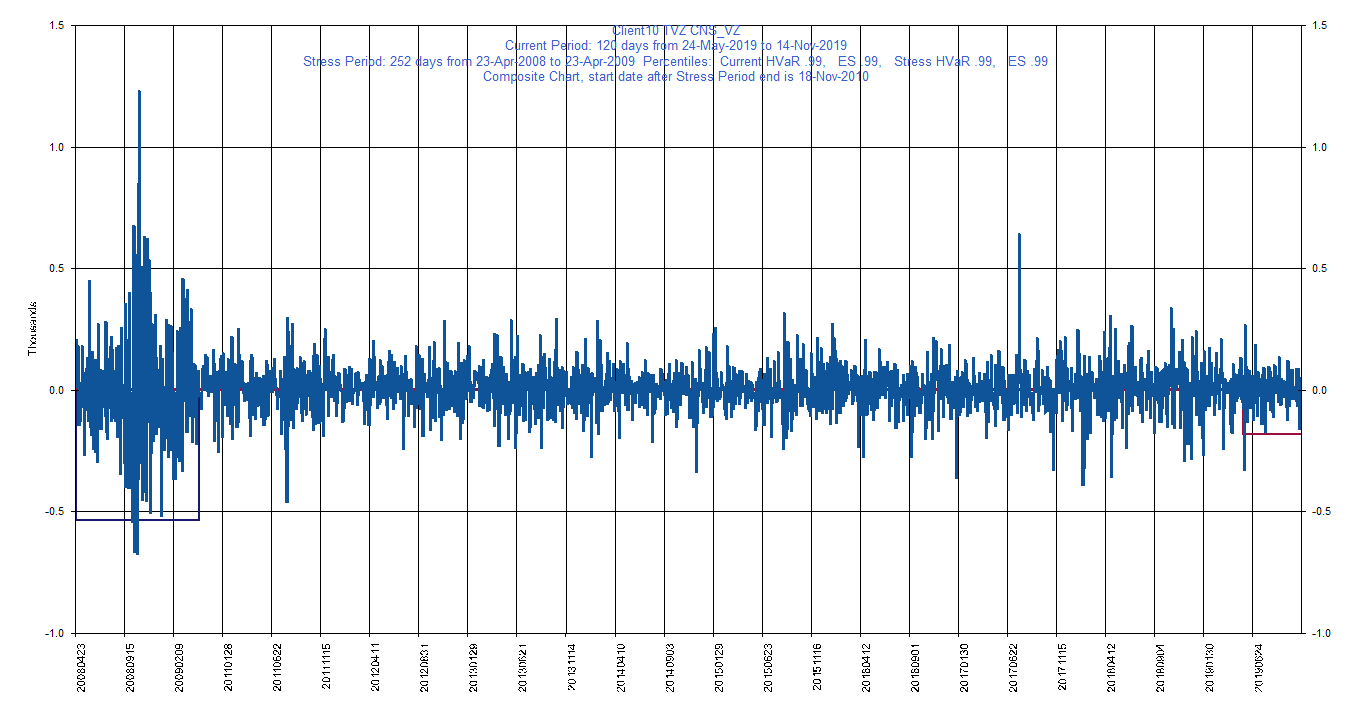 Client10 TVZ CNS_VZ
Current Period: 120 days from 24-May-2019 to 14-Nov-2019
Stress Period: 252 days from 23-Apr-2008 to 23-Apr-2009 Percentiles: Current HVaR .99, ES .99, Stress HVaR .99, ES .99
Composite Chart, start date after Stress Period end is 18-Nov-2010
1.5 1.5
1.0 1.0
0.5 0.5
Thousands
0.0 0.0
-0.5 -0.5
-1.0 -1.0
20080423 20080915 20090209 20110128 20110622 20111115 20120411 20120831 20130129 20130621 20131114 20140410 20140903 20150129 20150623 20151116 20160412 20160901 20170130 20170622 20171115 20180412 20180904 20190130 20190624